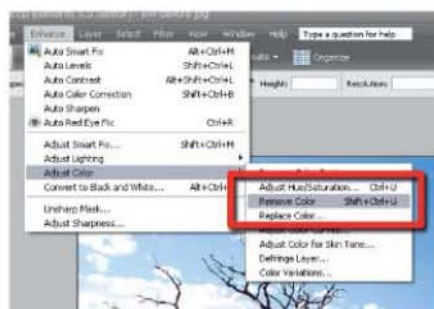 Enhance Layer Select Filter View Window Help Type a question for help
Auto Smart Fix Alt+Ctrl+M
Auto Levels Shift+Ctrl+L
Auto Contrast Alt+Shift+Ctrl+L
Auto Color Correction Shift+Ctrl+B
Auto Sharpen
Auto Red Eye Fix Ctrl+R
Adjust Smart Fix... Shift+Ctrl+M
Adjust Lighting
Adjust Color
Convert to Black and White... Alt+Ctrl+
Unsharp Mask...
Adjust Sharpness...
Organize
Height:
Resolution:
Adjust Hue/Saturation... Ctrl+U
Remove Color Shift+Ctrl+U
Replace Color...
Adjust Color Curves...
Adjust Color for Skin Tone...
Defringe Layer...
Color Variations...